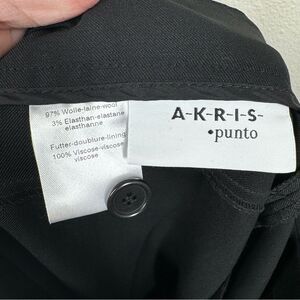 97% Wolle-laine-wool
3% Elasthan-elastane
elasthanne
Futter-doublure-lining
100% Viscose-viscose
viscose
A-K-R-I-S-
•punto